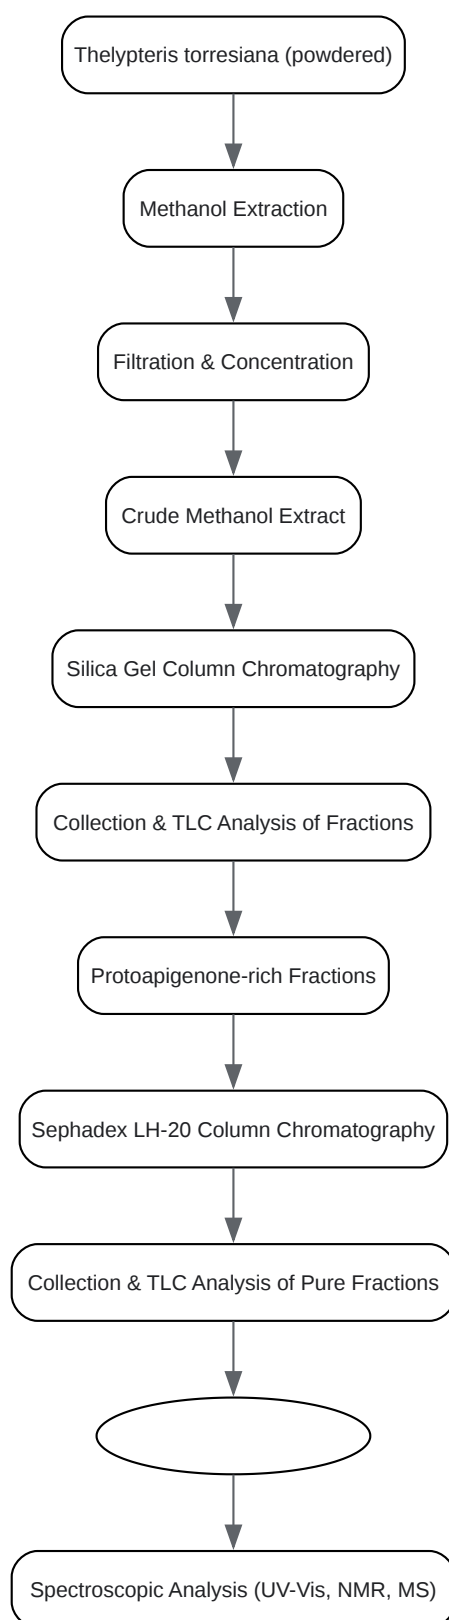 Thelypteris torresiana (powdered)
Methanol Extraction
Filtration & Concentration
Crude Methanol Extract
Silica Gel Column Chromatography
Collection & TLC Analysis of Fractions
Protoapigenone-rich Fractions
Sephadex LH-20 Column Chromatography
Collection & TLC Analysis of Pure Fractions
Spectroscopic Analysis (UV-Vis, NMR, MS)